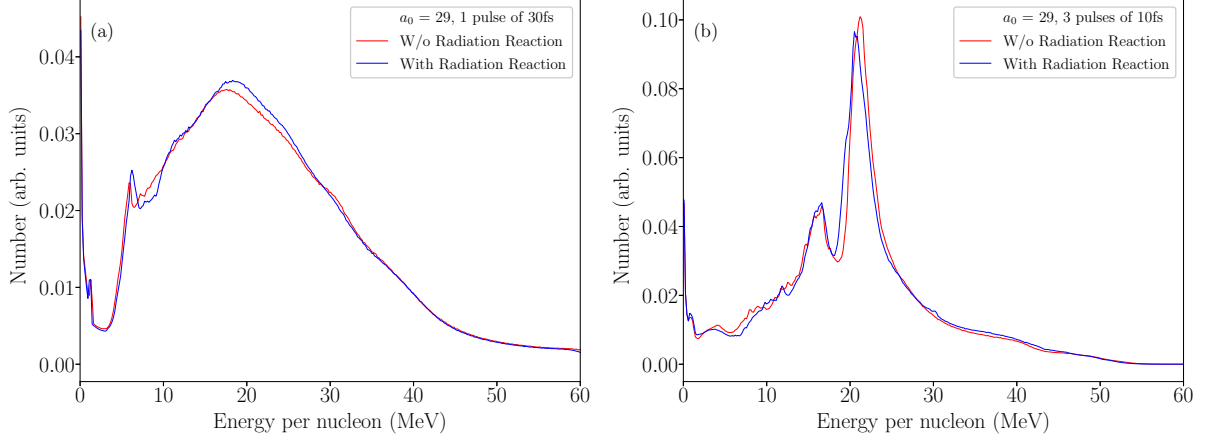 (a)
a₀ = 29, 1 pulse of 30fs
W/o Radiation Reaction
With Radiation Reaction
Number (arb. units)
0.04
0.03
0.02
0.01
0.00
0 10 20 30 40 50 60
Energy per nucleon (MeV)
(b)
a₀ = 29, 3 pulses of 10fs
W/o Radiation Reaction
With Radiation Reaction
Number (arb. units)
0.10
0.08
0.06
0.04
0.02
0.00
0 10 20 30 40 50 60
Energy per nucleon (MeV)